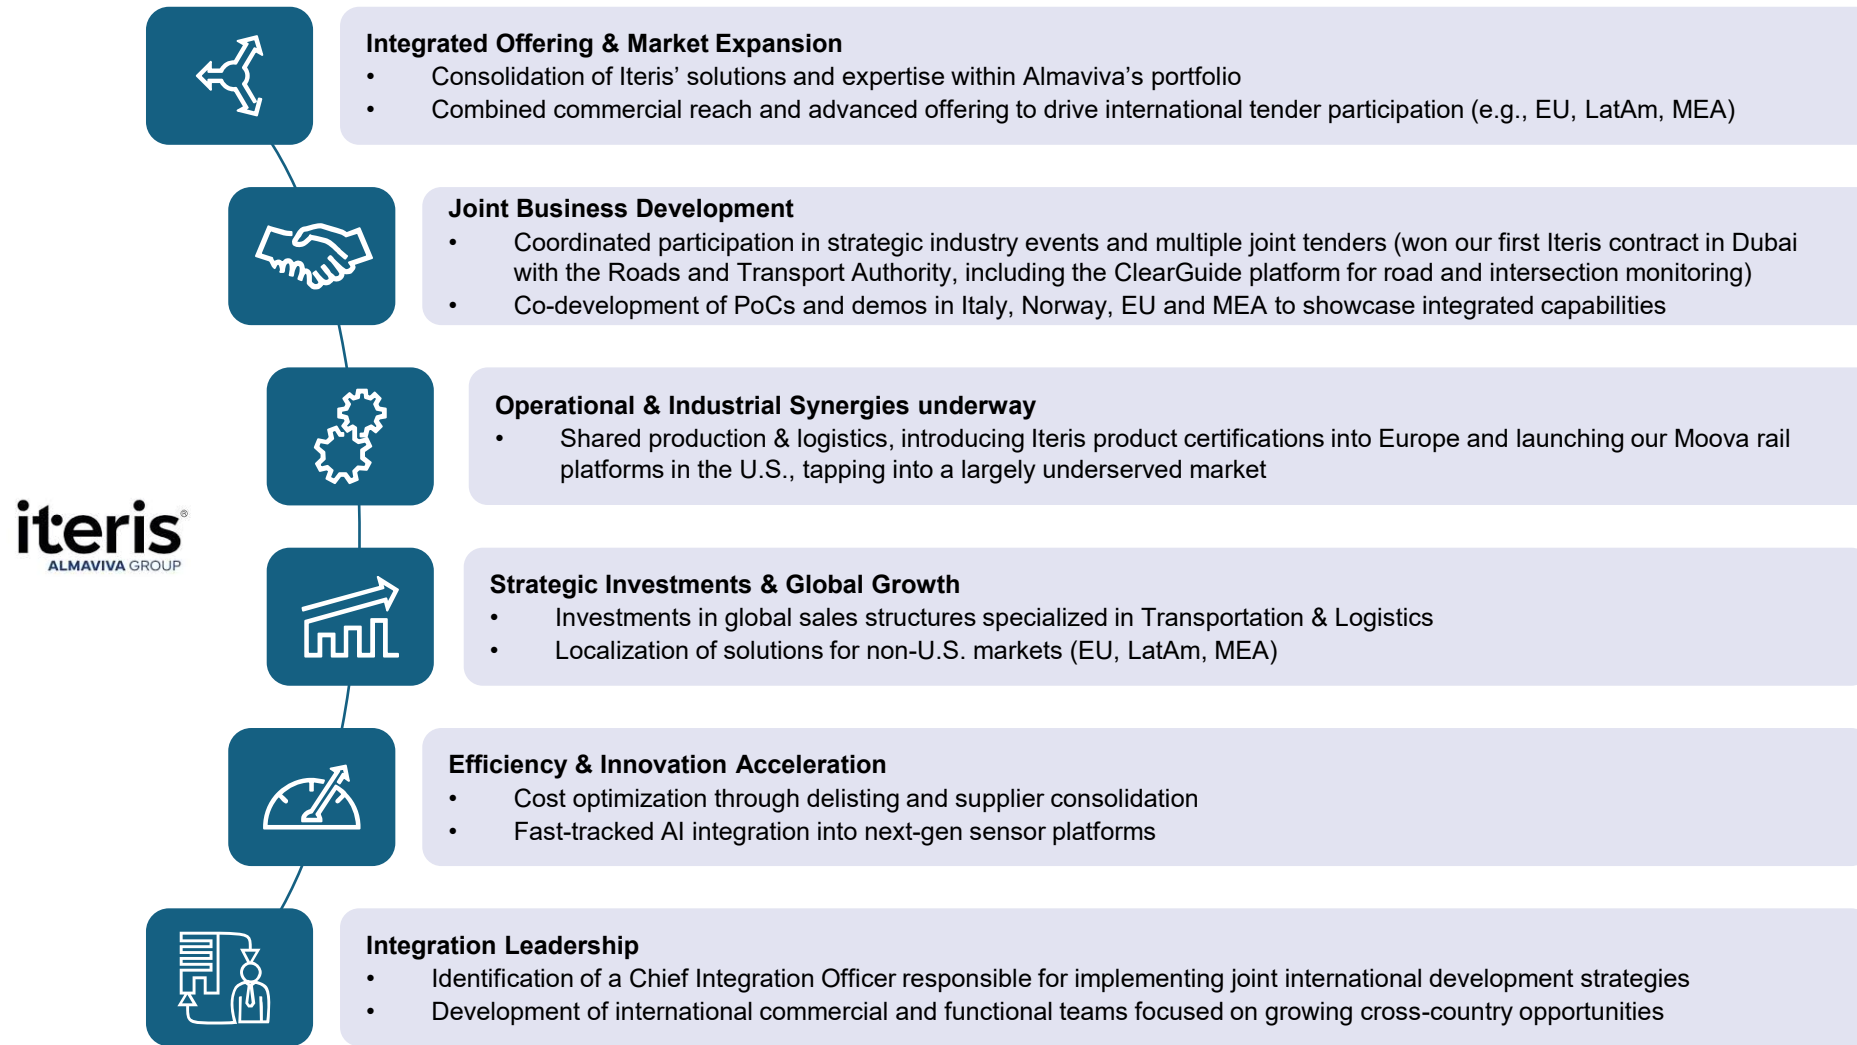 Integrated Offering & Market Expansion
• Consolidation of Iteris’ solutions and expertise within Almaviva’s portfolio
• Combined commercial reach and advanced offering to drive international tender participation (e.g., EU, LatAm, MEA)
Joint Business Development
• Coordinated participation in strategic industry events and multiple joint tenders (won our first Iteris contract in Dubai
with the Roads and Transport Authority, including the ClearGuide platform for road and intersection monitoring)
• Co-development of PoCs and demos in Italy, Norway, EU and MEA to showcase integrated capabilities
Operational & Industrial Synergies underway
• Shared production & logistics, introducing Iteris product certifications into Europe and launching our Moova rail
platforms in the U.S., tapping into a largely underserved market
iteris®
ALMAVIVA GROUP
Strategic Investments & Global Growth
• Investments in global sales structures specialized in Transportation & Logistics
• Localization of solutions for non-U.S. markets (EU, LatAm, MEA)
Efficiency & Innovation Acceleration
• Cost optimization through delisting and supplier consolidation
• Fast-tracked AI integration into next-gen sensor platforms
Integration Leadership
• Identification of a Chief Integration Officer responsible for implementing joint international development strategies
• Development of international commercial and functional teams focused on growing cross-country opportunities